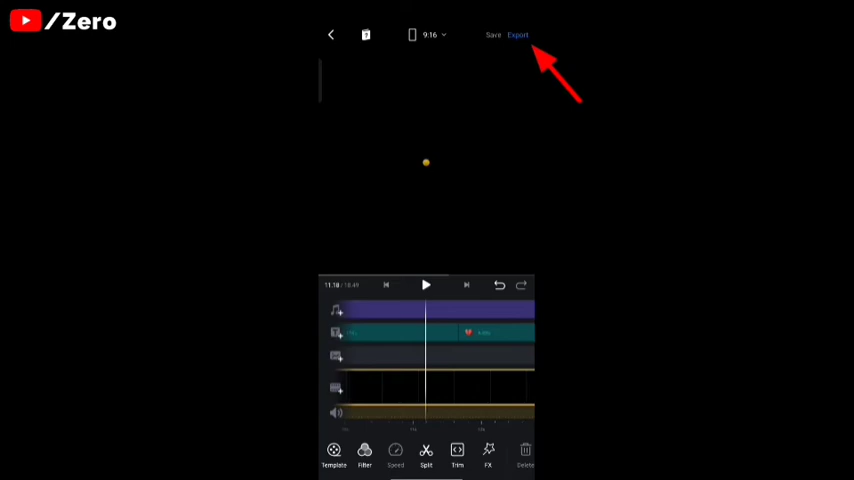 /Zero
9:16 Save Export
11.18 / 18.49
Template Filter Speed Split Trim FX Delete